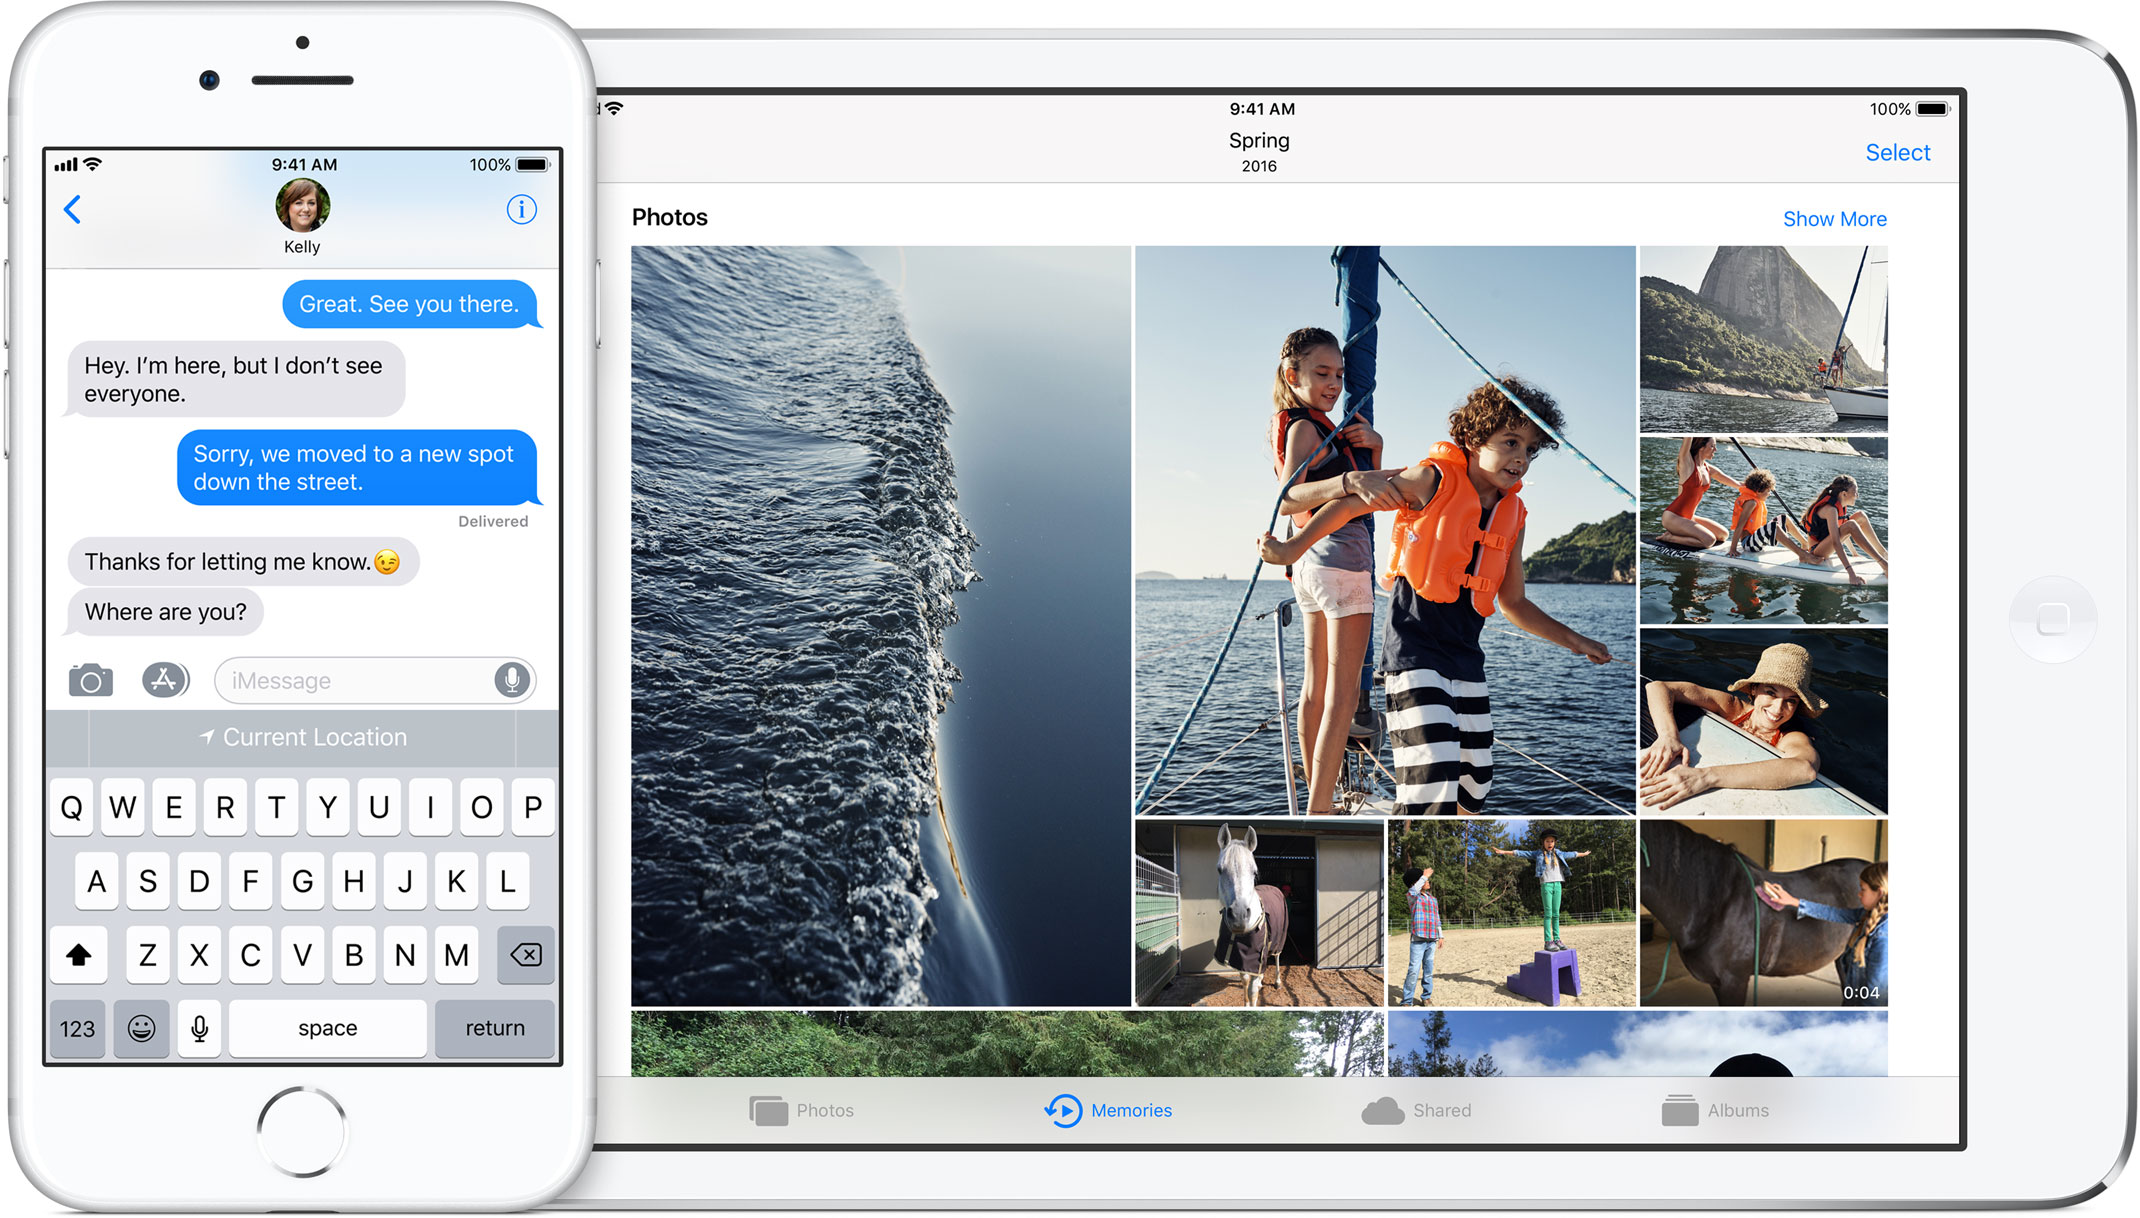 9:41 AM
100%
Kelly
Great. See you there.
Hey. I’m here, but I don’t see
everyone.
Sorry, we moved to a new spot
down the street.
Delivered
Thanks for letting me know.😉
Where are you?
iMessage
Current Location
Q W E R T Y U I O P
A S D F G H J K L
Z X C V B N M
123 space return
9:41 AM
100%
Spring
2016
Select
Photos
Show More
0:04
Photos
Memories
Shared
Albums